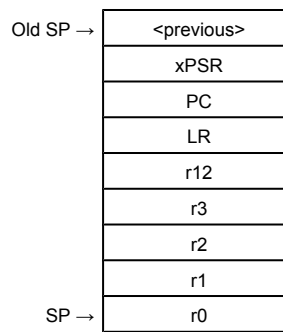 Old SP → <previous>
xPSR
PC
LR
r12
r3
r2
r1
SP → r0